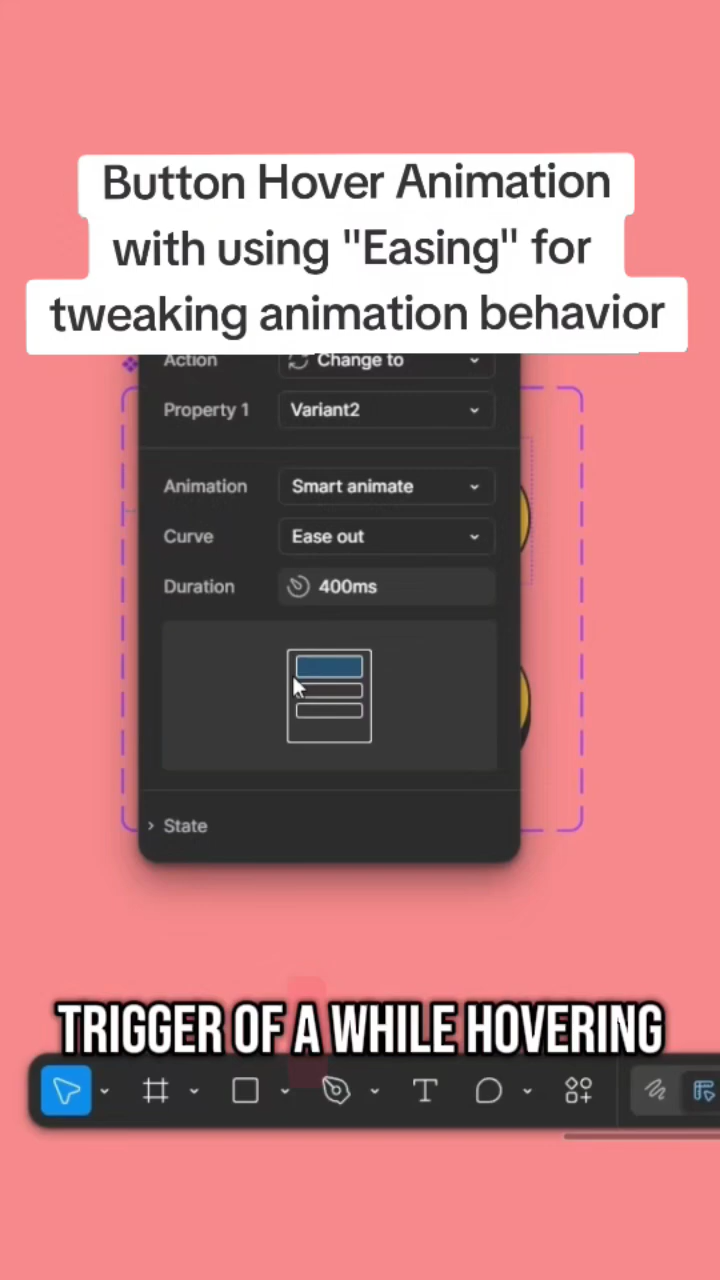 Button Hover Animation
with using "Easing" for
tweaking animation behavior
Action Change to
Property 1 Variant2
Animation Smart animate
Curve Ease out
Duration 400ms
State
TRIGGER OF A WHILE HOVERING